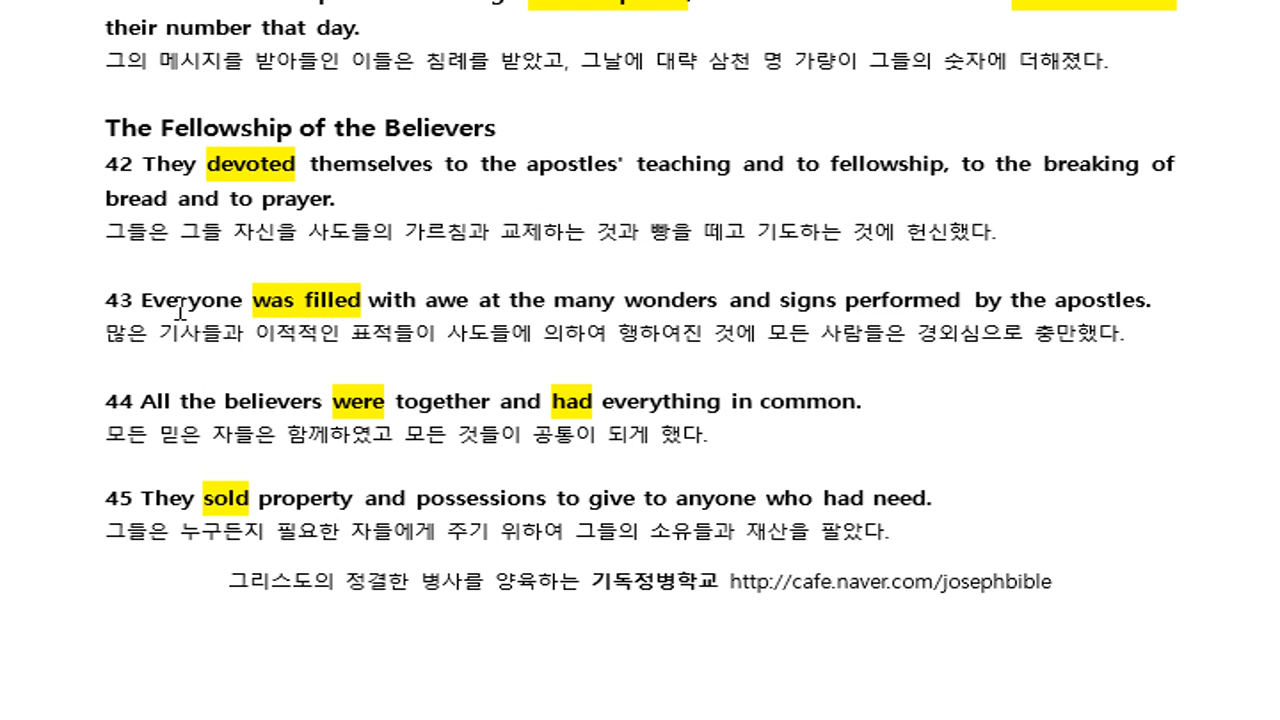 their number that day.
그의 메시지를 받아들인 이들은 침례를 받았고, 그날에 대략 삼천 명 가량이 그들의 숫자에 더해졌다.
The Fellowship of the Believers
42 They devoted themselves to the apostles' teaching and to fellowship, to the breaking of
bread and to prayer.
그들은 그들 자신을 사도들의 가르침과 교제하는 것과 빵을 떼고 기도하는 것에 헌신했다.
43 Everyone was filled with awe at the many wonders and signs performed by the apostles.
많은 기사들과 이적적인 표적들이 사도들에 의하여 행하여진 것에 모든 사람들은 경외심으로 충만했다.
44 All the believers were together and had everything in common.
모든 믿은 자들은 함께하였고 모든 것들이 공통이 되게 했다.
45 They sold property and possessions to give to anyone who had need.
그들은 누구든지 필요한 자들에게 주기 위하여 그들의 소유들과 재산을 팔았다.
그리스도의 정결한 병사를 양육하는 기독정병학교 http://cafe.naver.com/josephbible